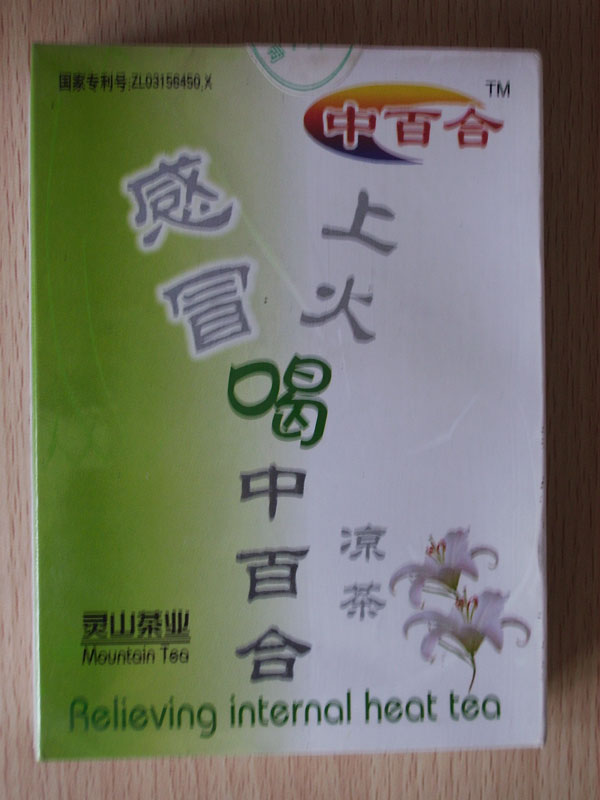 国家专利号:ZL03156450.X
中百合 TM
感冒
上火
喝
中百合
凉茶
灵山茶业
Mountain Tea
Relieving internal heat tea